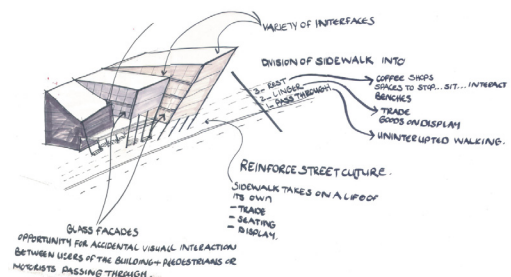 VARIETY OF INTERFACES
DIVISION OF SIDEWALK INTO
3- REST
2- LINGER
1- PASS THROUGH
COFFEE SHOPS
SPACES TO STOP... SIT... INTERACT
BENCHES
TRADE
GOODS ON DISPLAY
UNINTERUPTED WALKING.
REINFORCE STREET CUTURE.
SIDEWALK TAKES ON A LIFE OF
ITS OWN
- TRADE
- SEATING
- DISPLAY.
GLASS FACADES
OPPORTUNITY FOR ACCIDENTAL VISUALL INTERACTION
BETWEEN USERS OF THE BUILDING + PEDESTRIANS OR
MOTORISTS PASSING THROUGH.